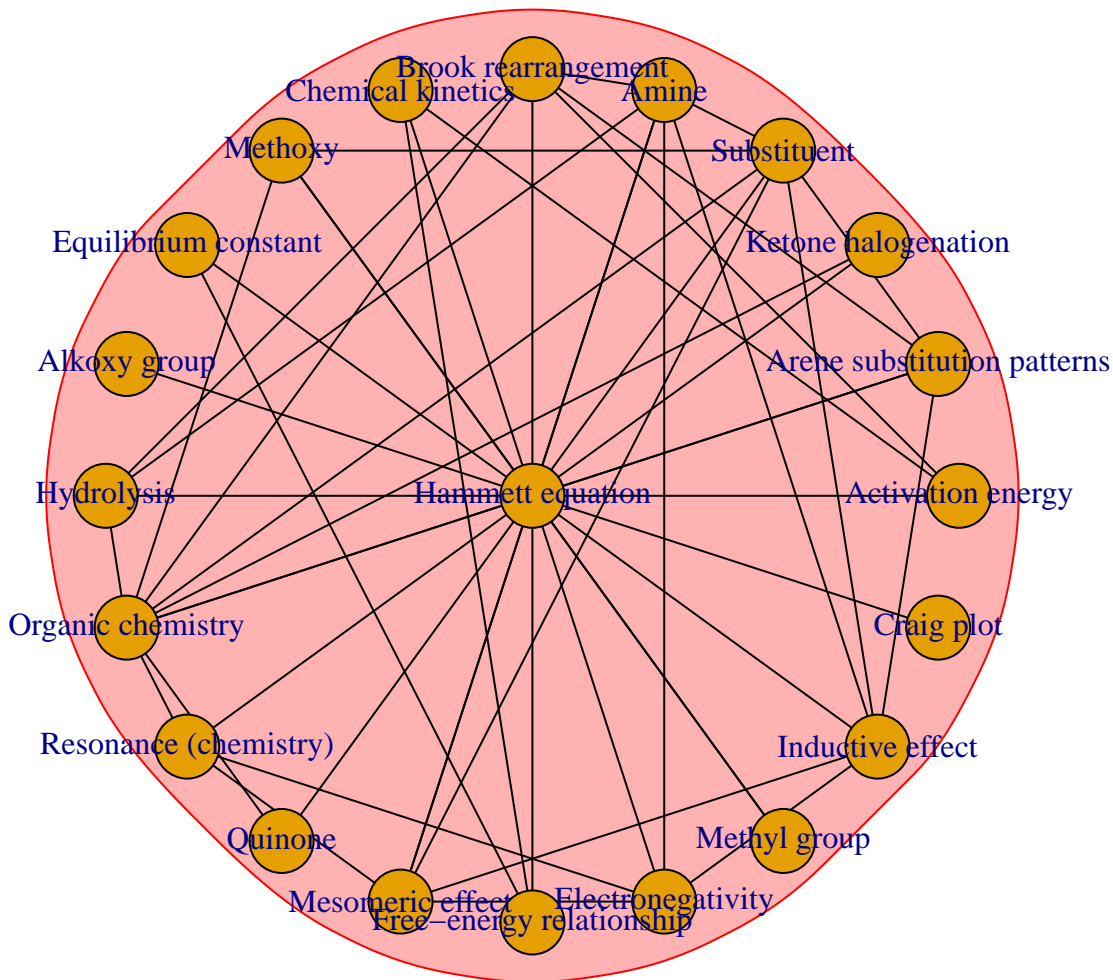 Brook rearrangement
Chemical kinetics
Amine
Methoxy
Substituent
Equilibrium constant
Ketone halogenation
Alkoxy group
Arene substitution patterns
Hydrolysis
Hammett equation
Activation energy
Organic chemistry
Craig plot
Resonance (chemistry)
Inductive effect
Quinone
Methyl group
Mesomeric effect
Electronegativity
Free−energy relationship